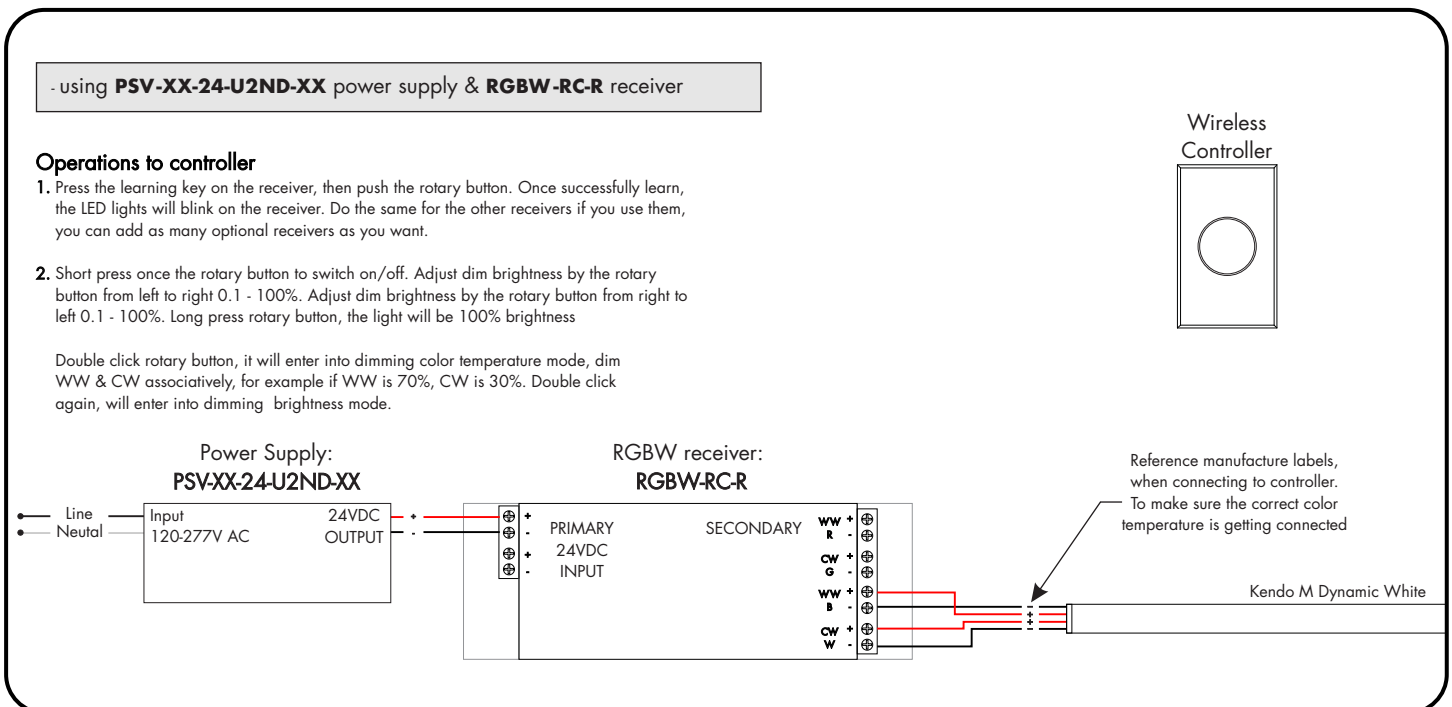 - using PSV-XX-24-U2ND-XX power supply & RGBW-RC-R receiver
Operations to controller
1. Press the learning key on the receiver, then push the rotary button. Once successfully learn,
the LED lights will blink on the receiver. Do the same for the other receivers if you use them,
you can add as many optional receivers as you want.
2. Short press once the rotary button to switch on/off. Adjust dim brightness by the rotary
button from left to right 0.1 - 100%. Adjust dim brightness by the rotary button from right to
left 0.1 - 100%. Long press rotary button, the light will be 100% brightness
Double click rotary button, it will enter into dimming color temperature mode, dim
WW & CW associatively, for example if WW is 70%, CW is 30%. Double click
again, will enter into dimming brightness mode.
Wireless
Controller
Power Supply:
PSV-XX-24-U2ND-XX
Line
Neutal
Input
120-277V AC
24VDC
OUTPUT
+
-
RGBW receiver:
RGBW-RC-R
+
-
+
-
PRIMARY
24VDC
INPUT
SECONDARY
WW +
R -
CW +
G -
WW +
B -
CW +
W -
Reference manufacture labels,
when connecting to controller.
To make sure the correct color
temperature is getting connected
-
+
+
-
Kendo M Dynamic White